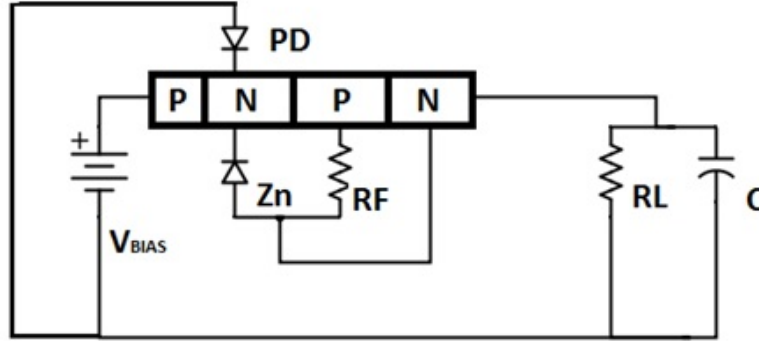 PD
P N P N
+
Zn RF
RL C
VBIAS